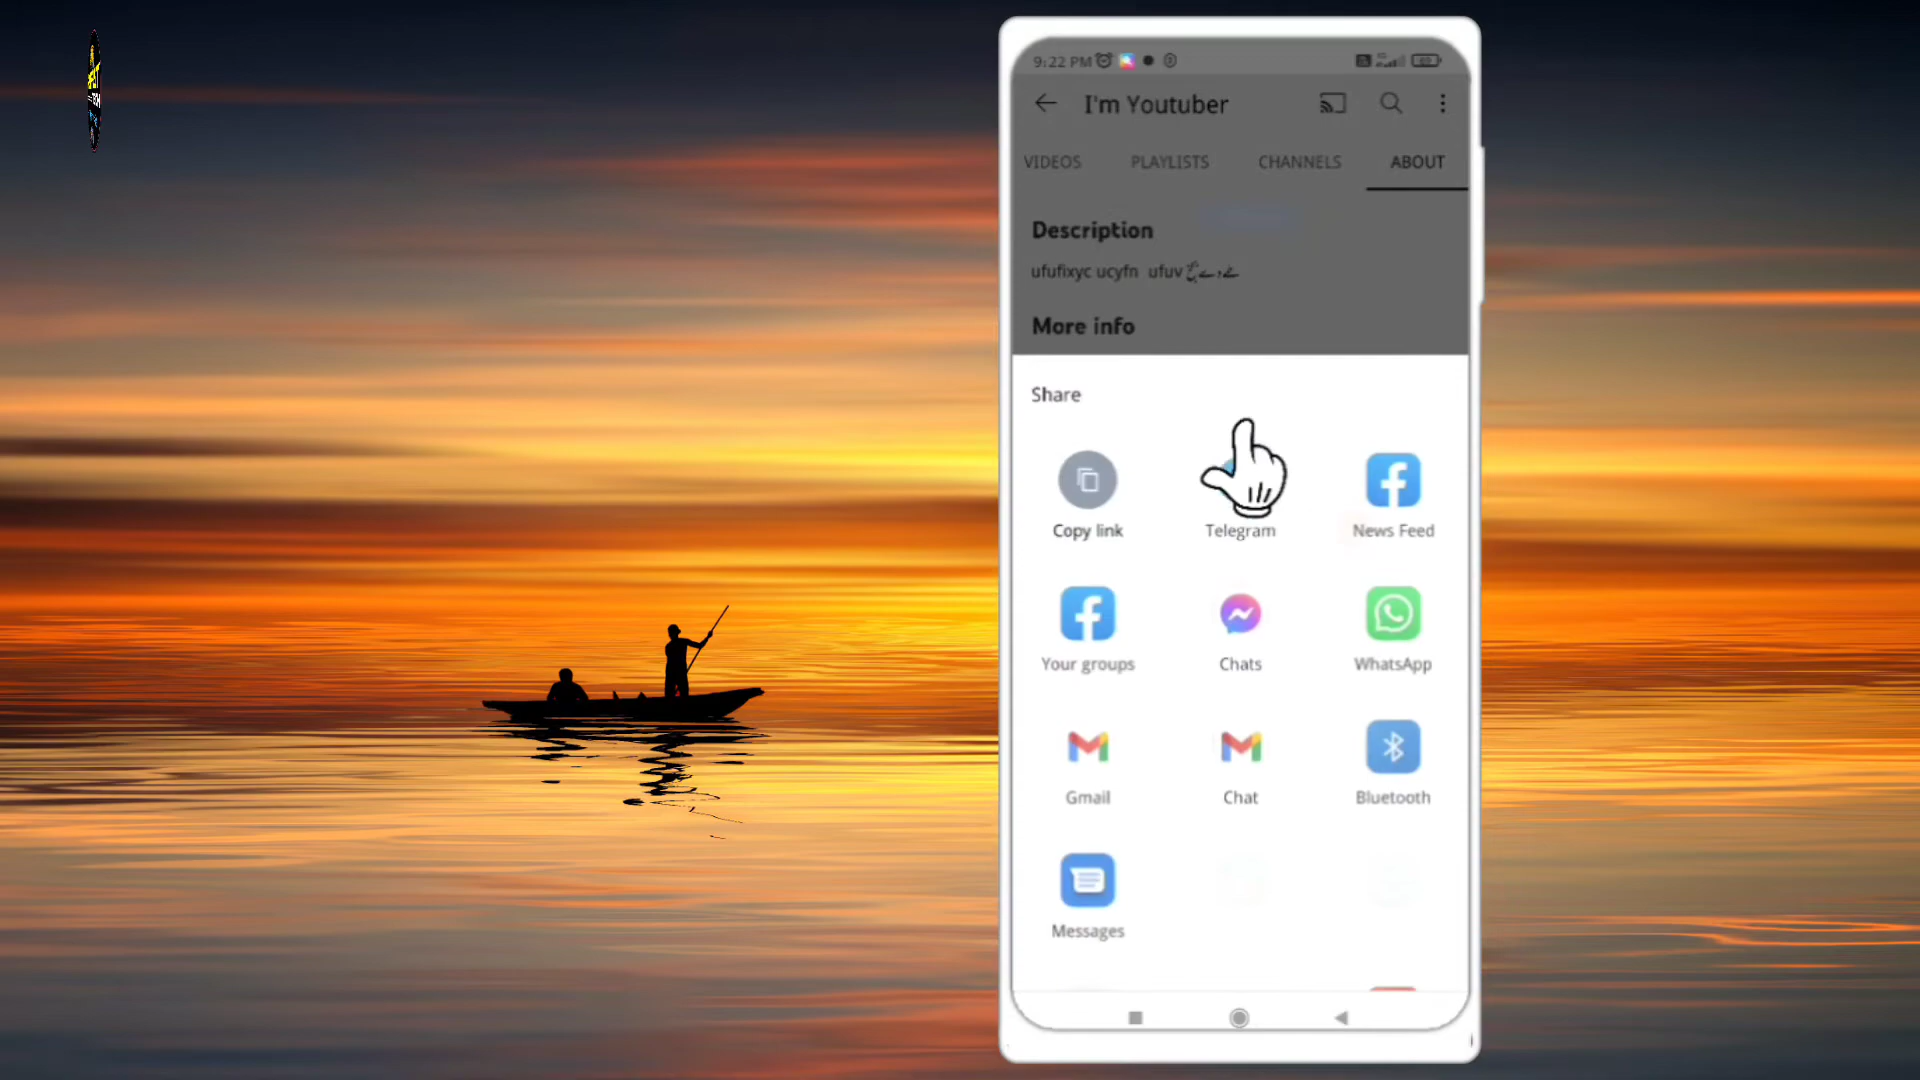 9:22 PM
I'm Youtuber
VIDEOS PLAYLISTS CHANNELS ABOUT
Description
ufufixyc ucyfn ufuv
More info
Share
Copy link Telegram News Feed
Your groups Chats WhatsApp
Gmail Chat Bluetooth
Messages